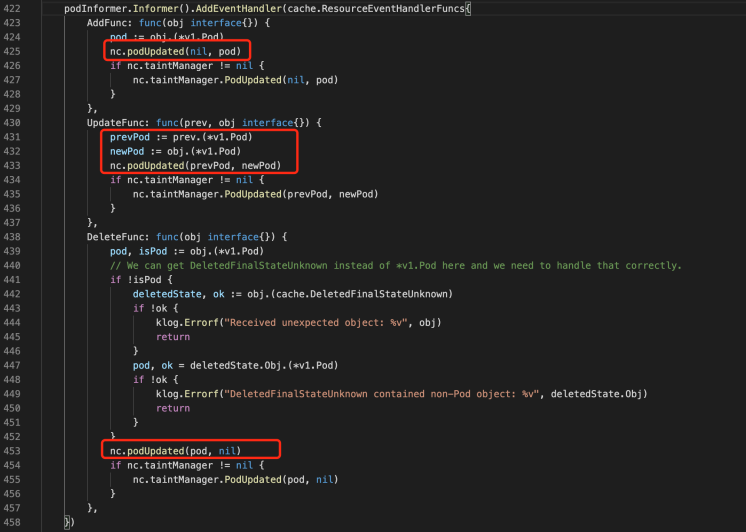 422 podInformer.Informer().AddEventHandler(cache.ResourceEventHandlerFuncs{
423 AddFunc: func(obj interface{}) {
424 pod := obj.(*v1.Pod)
425 nc.podUpdated(nil, pod)
426 if nc.taintManager != nil {
427 nc.taintManager.PodUpdated(nil, pod)
428 }
429 },
430 UpdateFunc: func(prev, obj interface{}) {
431 prevPod := prev.(*v1.Pod)
432 newPod := obj.(*v1.Pod)
433 nc.podUpdated(prevPod, newPod)
434 if nc.taintManager != nil {
435 nc.taintManager.PodUpdated(prevPod, newPod)
436 }
437 },
438 DeleteFunc: func(obj interface{}) {
439 pod, isPod := obj.(*v1.Pod)
440 // We can get DeletedFinalStateUnknown instead of *v1.Pod here and we need to handle that correctly.
441 if !isPod {
442 deletedState, ok := obj.(cache.DeletedFinalStateUnknown)
443 if !ok {
444 klog.Errorf("Received unexpected object: %v", obj)
445 return
446 }
447 pod, ok = deletedState.Obj.(*v1.Pod)
448 if !ok {
449 klog.Errorf("DeletedFinalStateUnknown contained non-Pod object: %v", deletedState.Obj)
450 return
451 }
452 }
453 nc.podUpdated(pod, nil)
454 if nc.taintManager != nil {
455 nc.taintManager.PodUpdated(pod, nil)
456 }
457 },
458 })